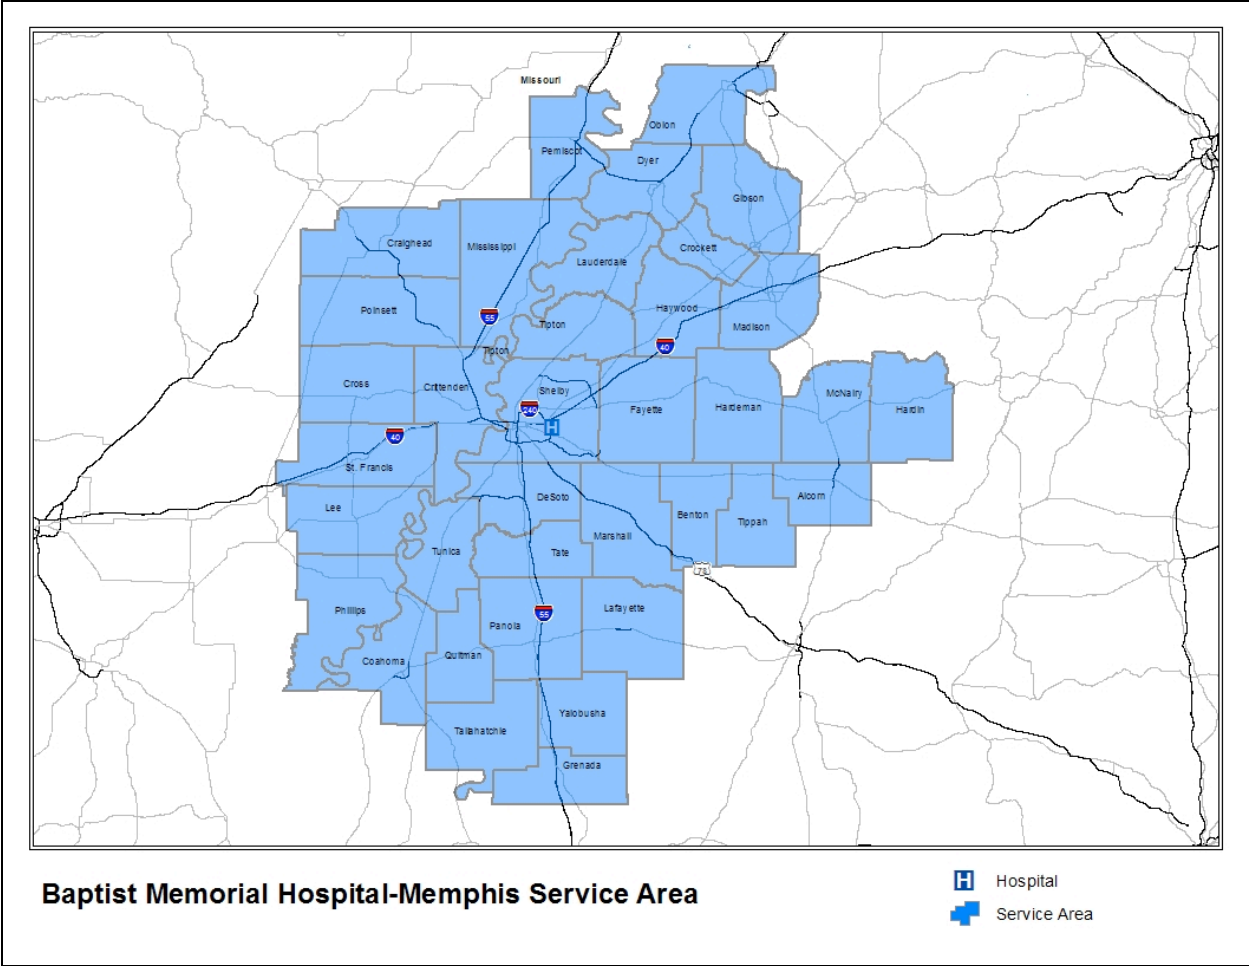 Missouri
Obion
Pemiscot
Dyer
Gibson
Craighead
Mississippi
Crockett
Lauderdale
Poinsett
Haywood
55
Tipton
Madison
40
Tipton
Cross
Crittenden
Shelby
McNairy
240
Fayette
Hardeman
Hardin
H
40
St. Francis
DeSoto
Alcorn
Lee
Benton
Tippah
Marshall
Tunica
Tate
78
Phillips
Lafayette
55
Panola
Quitman
Coahoma
Yalobusha
Tallahatchie
Grenada
Baptist Memorial Hospital-Memphis Service Area
H Hospital
Service Area